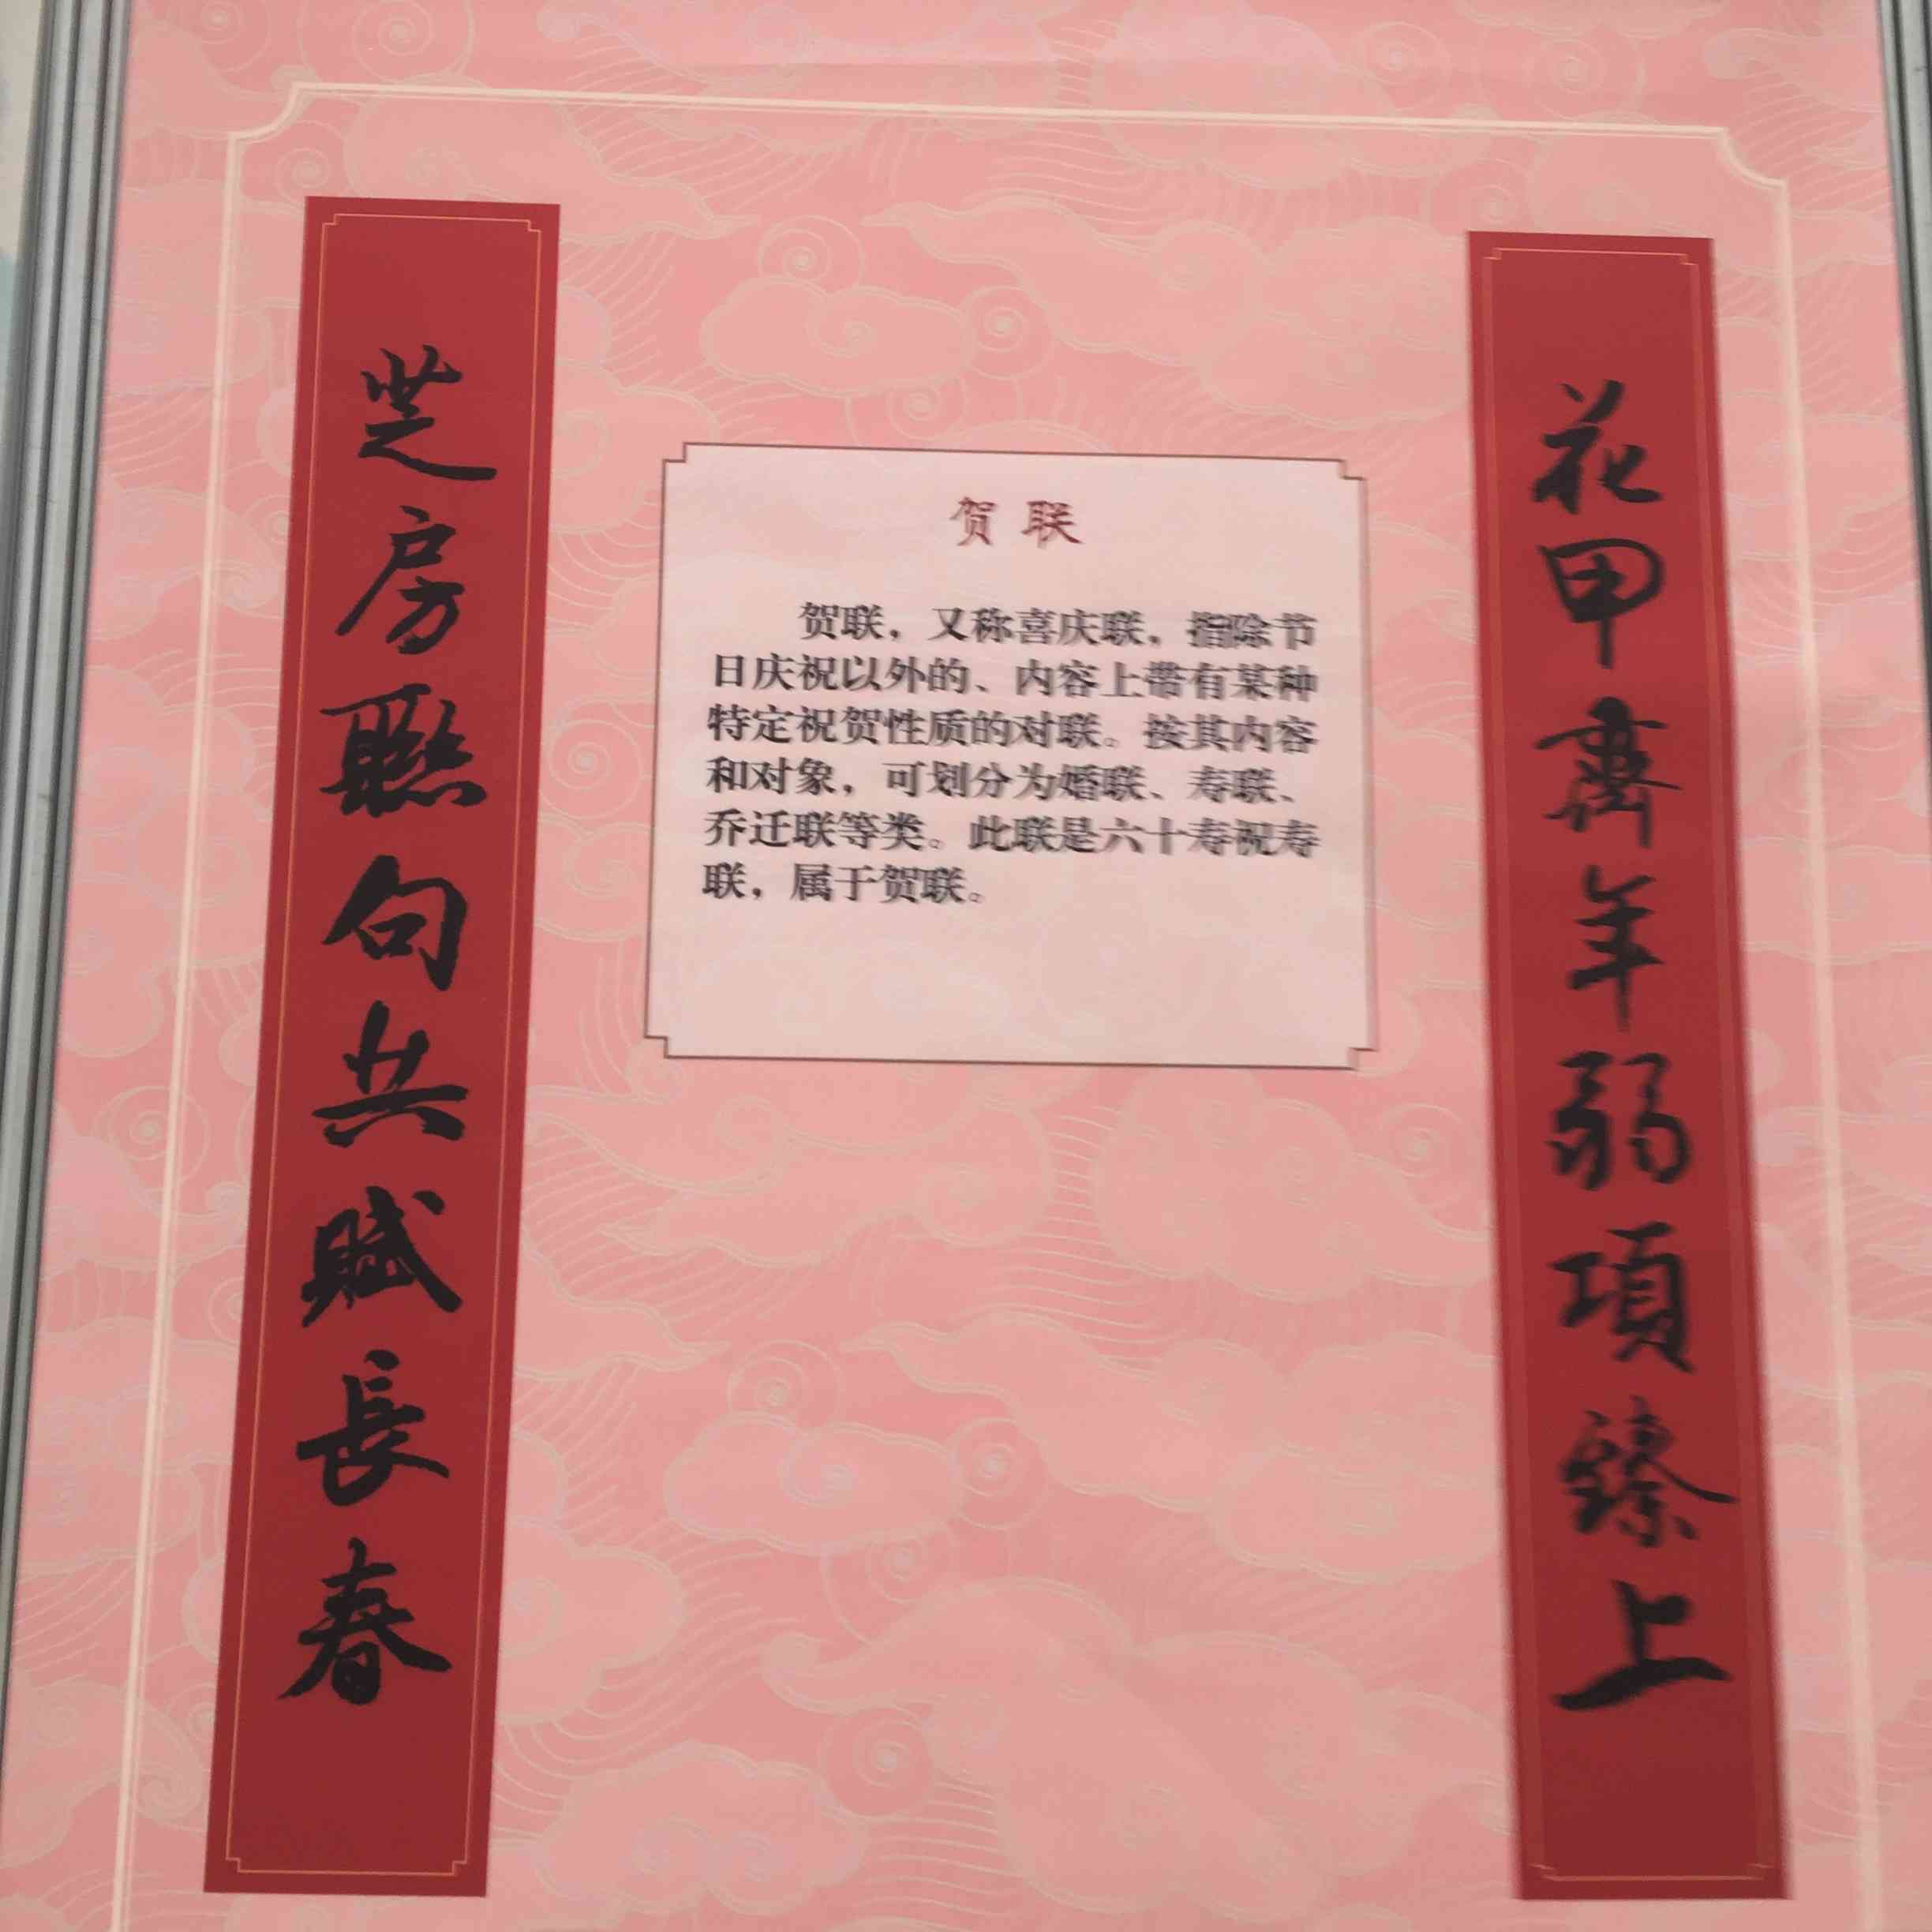 花甲齊年弱項臻上
贺联
贺联，又称喜庆联，指除节
日庆祝以外的、内容上带有某种
特定祝贺性质的对联。按其内容
和对象，可划分为婚联、寿联、
乔迁联等类。此联是六十寿祝寿
联，属于贺联。
芝房聯句共賦長春